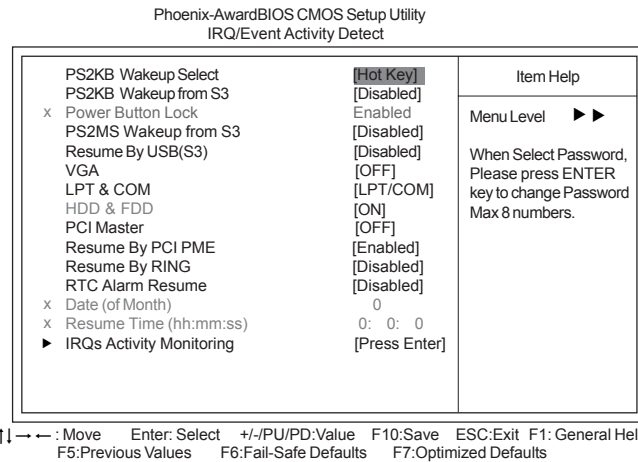 Phoenix-AwardBIOS CMOS Setup Utility
IRQ/Event Activity Detect
PS2KB Wakeup Select [Hot Key]
PS2KB Wakeup from S3 [Disabled]
x Power Button Lock Enabled
PS2MS Wakeup from S3 [Disabled]
Resume By USB(S3) [Disabled]
VGA [OFF]
LPT & COM [LPT/COM]
HDD & FDD [ON]
PCI Master [OFF]
Resume By PCI PME [Enabled]
Resume By RING [Disabled]
RTC Alarm Resume [Disabled]
x Date (of Month) 0
x Resume Time (hh:mm:ss) 0: 0: 0
► IRQs Activity Monitoring [Press Enter]
Item Help
Menu Level ►►
When Select Password,
Please press ENTER
key to change Password
Max 8 numbers.
↑↓→← : Move Enter: Select +/-/PU/PD:Value F10:Save ESC:Exit F1: General Hel
F5:Previous Values F6:Fail-Safe Defaults F7:Optimized Defaults